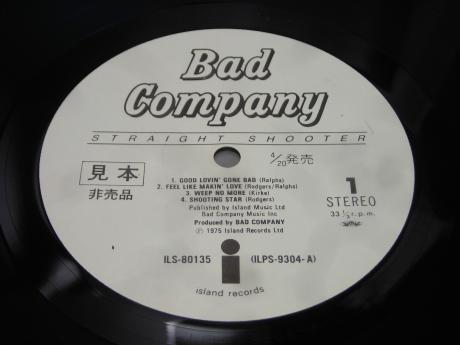 Bad
Company
STRAIGHT SHOOTER
4/20発売
見本
非売品
1. GOOD LOVIN' GONE BAD (Ralphs)
2. FEEL LIKE MAKIN' LOVE (Rodgers/Ralphs)
3. WEEP NO MORE (Kirke)
4. SHOOTING STAR (Rodgers)
Published by Island Music Ltd
Bad Company Music Inc
Produced by BAD COMPANY
Ⓟ 1975 Island Records Ltd
1
STEREO
33 1/3 r.p.m.
ILS-80135 (ILPS-9304-A)
i
island records